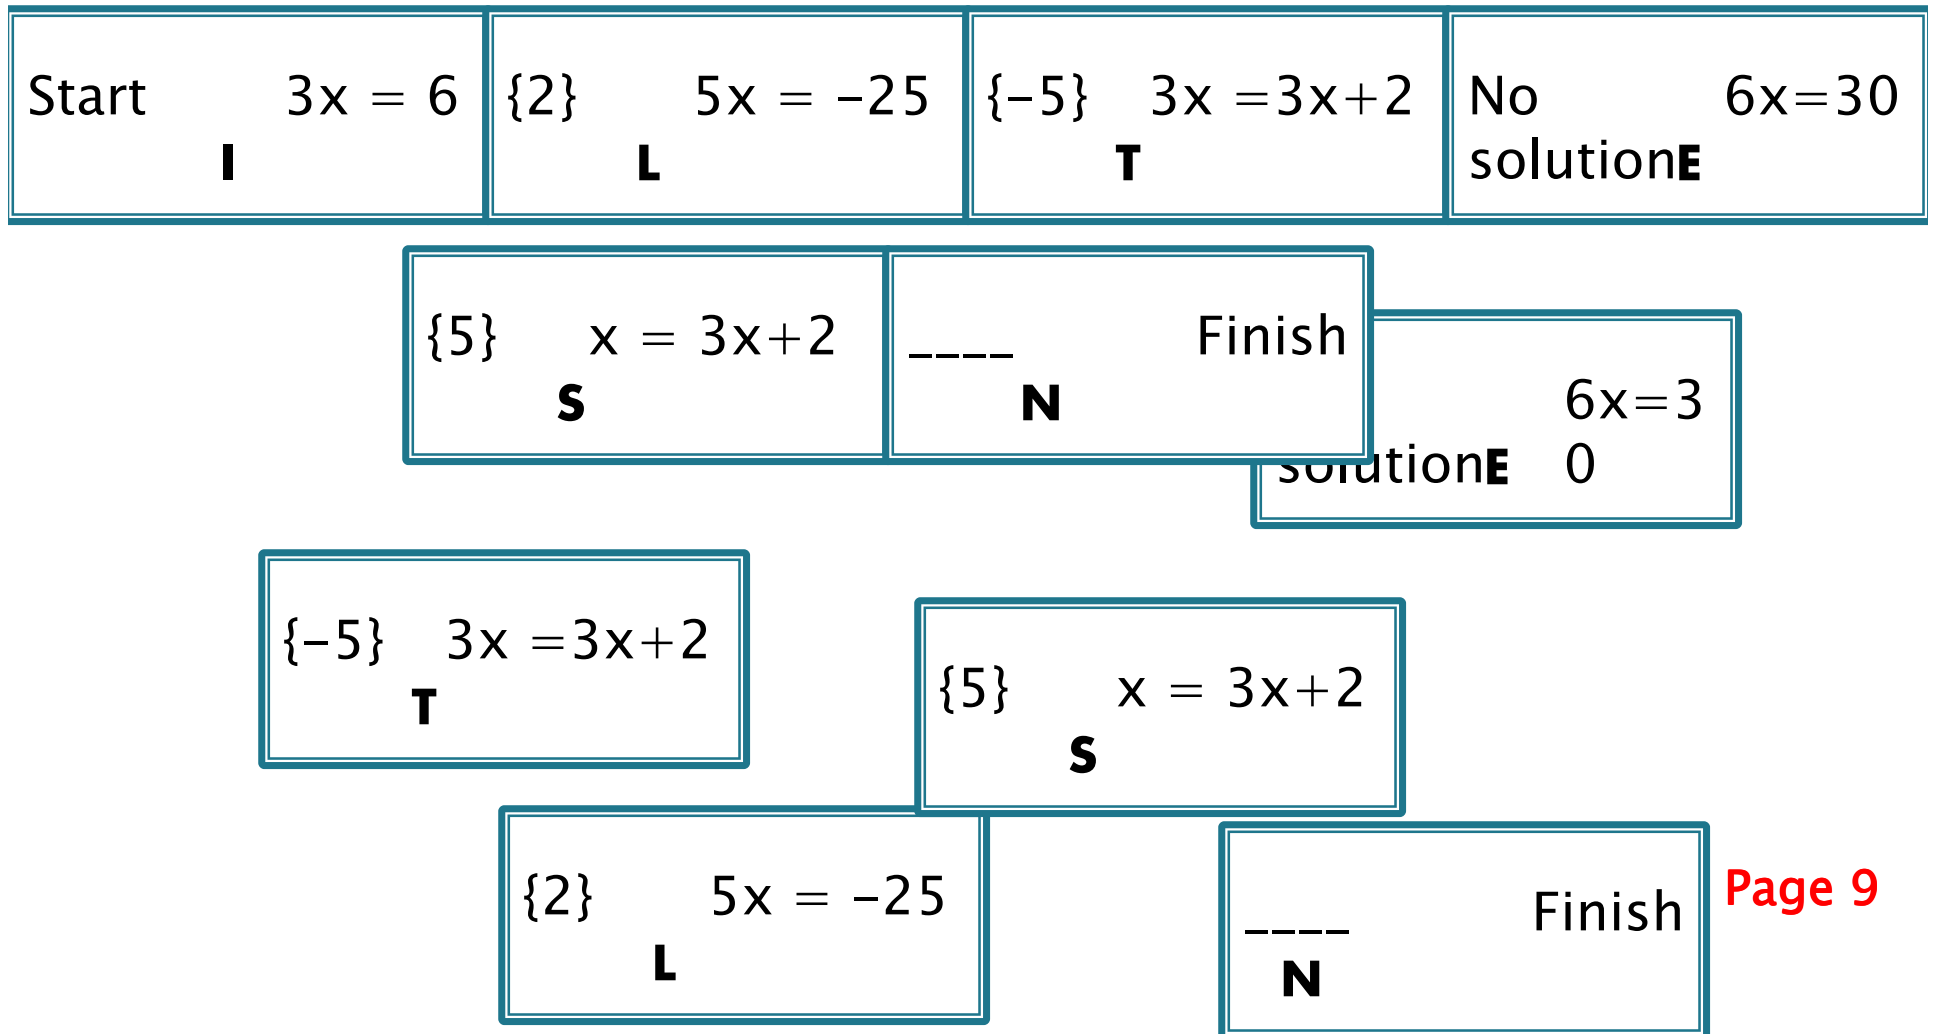 Start 3x = 6
I
{2} 5x = –25
L
{–5} 3x =3x+2
T
No 6x=30
solutionE
{5} x = 3x+2
S
____ Finish
N
6x=3
solutionE 0
{–5} 3x =3x+2
T
{5} x = 3x+2
S
{2} 5x = –25
L
____ Finish
N
Page 9